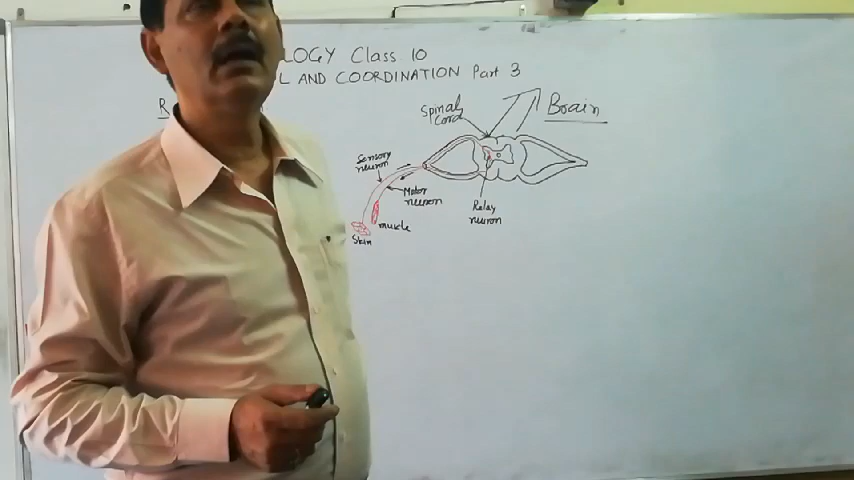 LOGY Class 10
L AND COORDINATION Part 3
R
Spinal
cord
Brain
Sensory
neuron
Motor
neuron
Relay
neuron
muscle
Skin